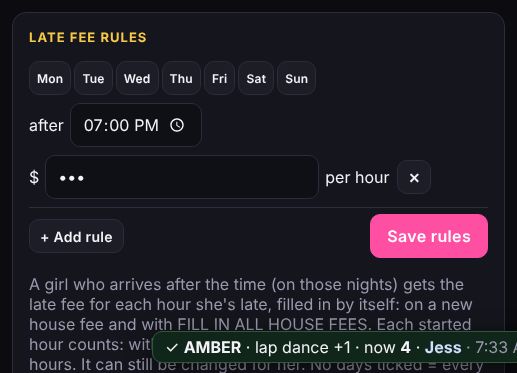 LATE FEE RULES
Mon Tue Wed Thu Fri Sat Sun
after 07:00 PM
$ ••• per hour ×
+ Add rule Save rules
A girl who arrives after the time (on those nights) gets the
late fee for each hour she's late, filled in by itself: on a new
house fee and with FILL IN ALL HOUSE FEES. Each started
hour counts: wit
✓ AMBER · lap dance +1 · now 4 · Jess · 7:33
hours. It can still be changed for her. No days ticked = every